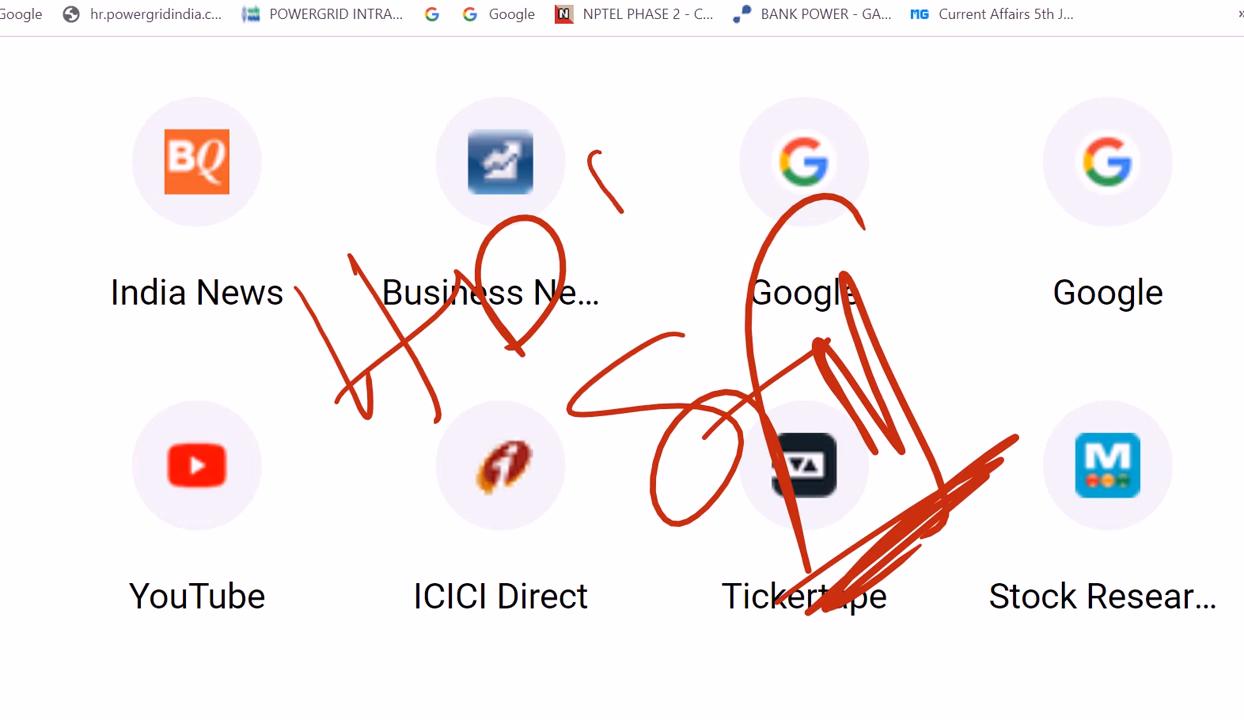 Google hr.powergridindia.c... POWERGRID INTRA... Google NPTEL PHASE 2 - C... BANK POWER - GA... MG Current Affairs 5th J... »
BQ
India News Business Ne... Google Google
M
YouTube ICICI Direct Tickertape Stock Resear...